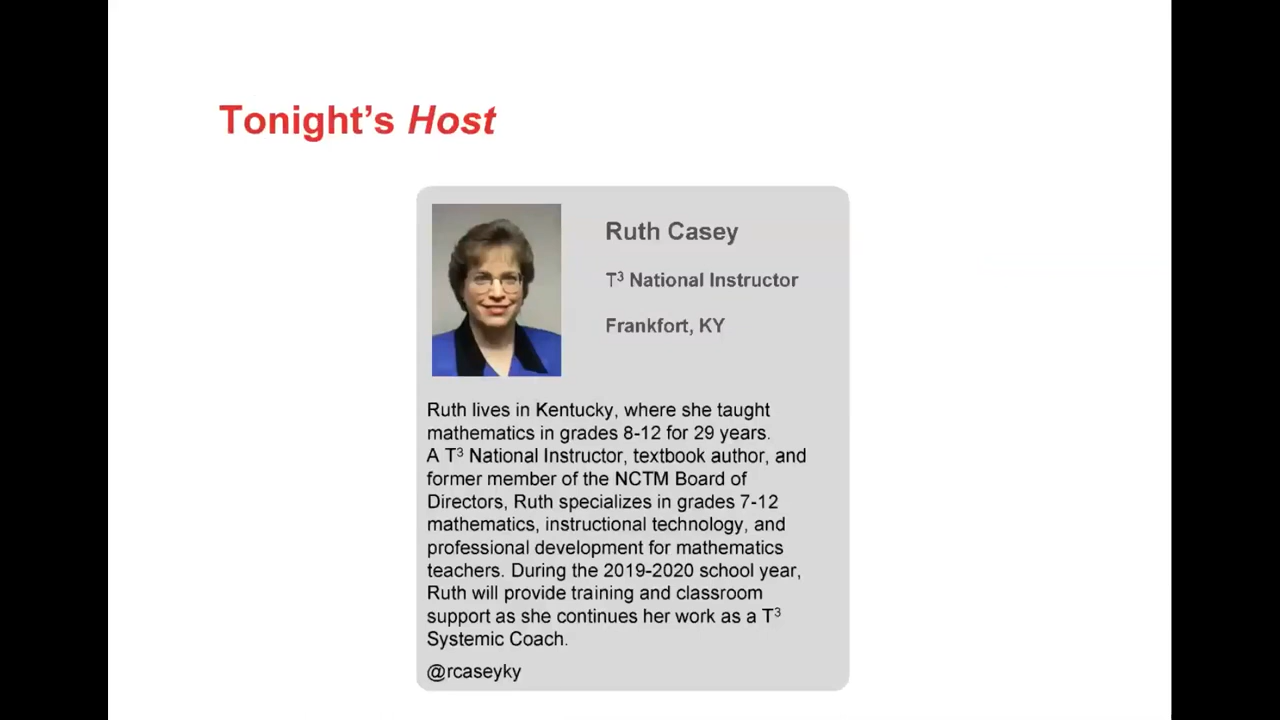 Tonight’s Host
Ruth Casey
T³ National Instructor
Frankfort, KY
Ruth lives in Kentucky, where she taught
mathematics in grades 8-12 for 29 years.
A T³ National Instructor, textbook author, and
former member of the NCTM Board of
Directors, Ruth specializes in grades 7-12
mathematics, instructional technology, and
professional development for mathematics
teachers. During the 2019-2020 school year,
Ruth will provide training and classroom
support as she continues her work as a T³
Systemic Coach.
@rcaseyky